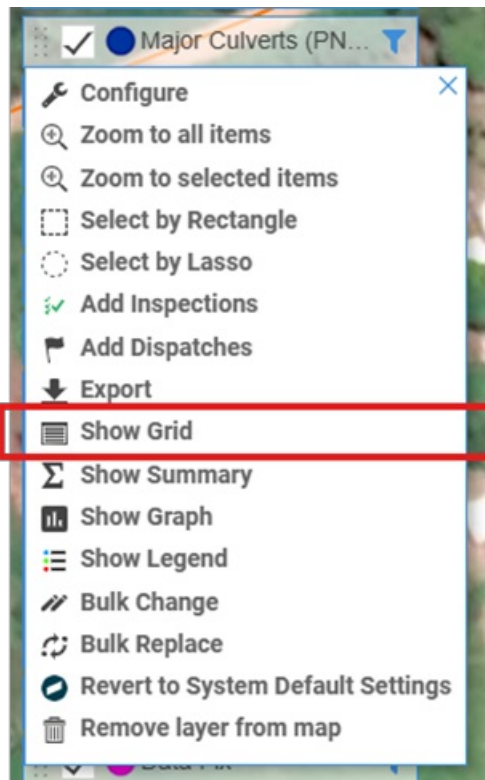 Major Culverts (PN...
Configure
Zoom to all items
Zoom to selected items
Select by Rectangle
Select by Lasso
Add Inspections
Add Dispatches
Export
Show Grid
Show Summary
Show Graph
Show Legend
Bulk Change
Bulk Replace
Revert to System Default Settings
Remove layer from map